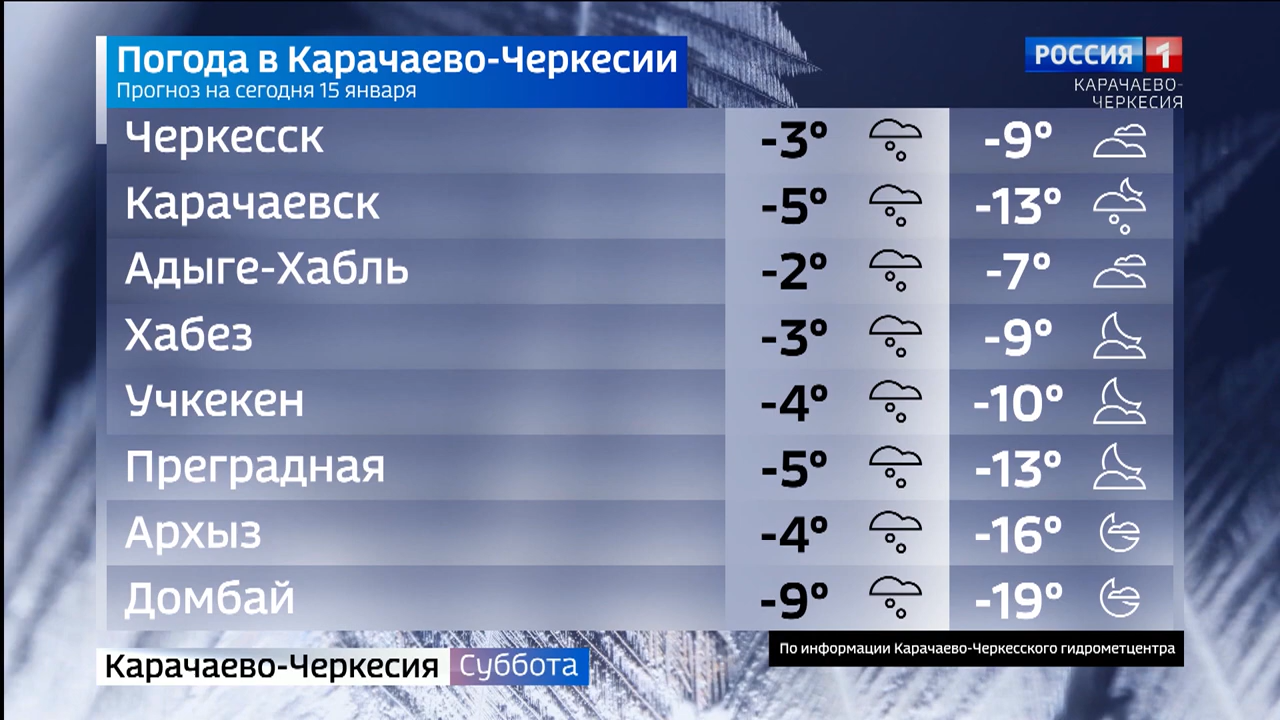 Погода в Карачаево-Черкесии
Прогноз на сегодня 15 января
РОССИЯ 1
КАРАЧАЕВО-
ЧЕРКЕСИЯ
Черкесск -3° -9°
Карачаевск -5° -13°
Адыге-Хабль -2° -7°
Хабез -3° -9°
Учкекен -4° -10°
Преградная -5° -13°
Архыз -4° -16°
Домбай -9° -19°
По информации Карачаево-Черкесского гидрометцентра
Карачаево-Черкесия Суббота